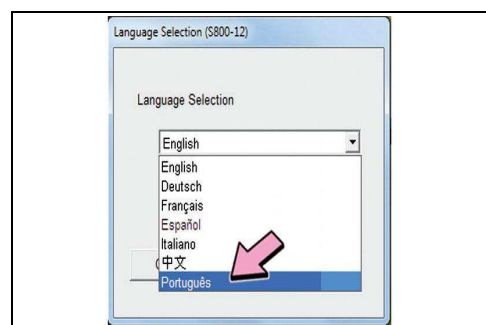 Language Selection (S800-12)
Language Selection
English
English
Deutsch
Français
Español
Italiano
中文
Português